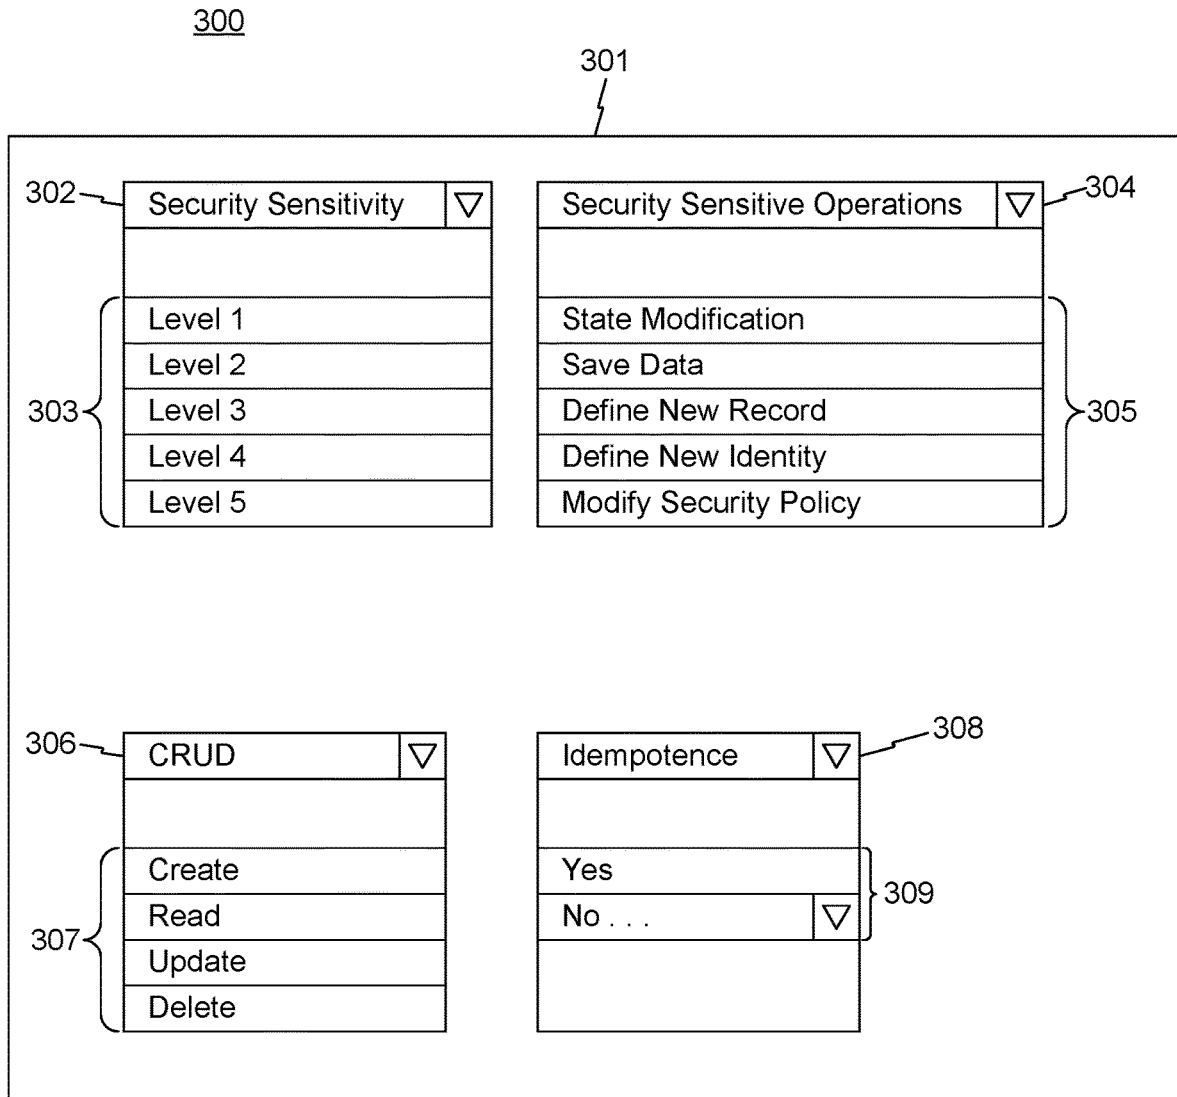 300
301
302
Security Sensitivity
Security Sensitive Operations
304
303
Level 1
Level 2
Level 3
Level 4
Level 5
State Modification
Save Data
Define New Record
Define New Identity
Modify Security Policy
305
306
CRUD
Idempotence
308
307
Create
Read
Update
Delete
Yes
No . . .
309